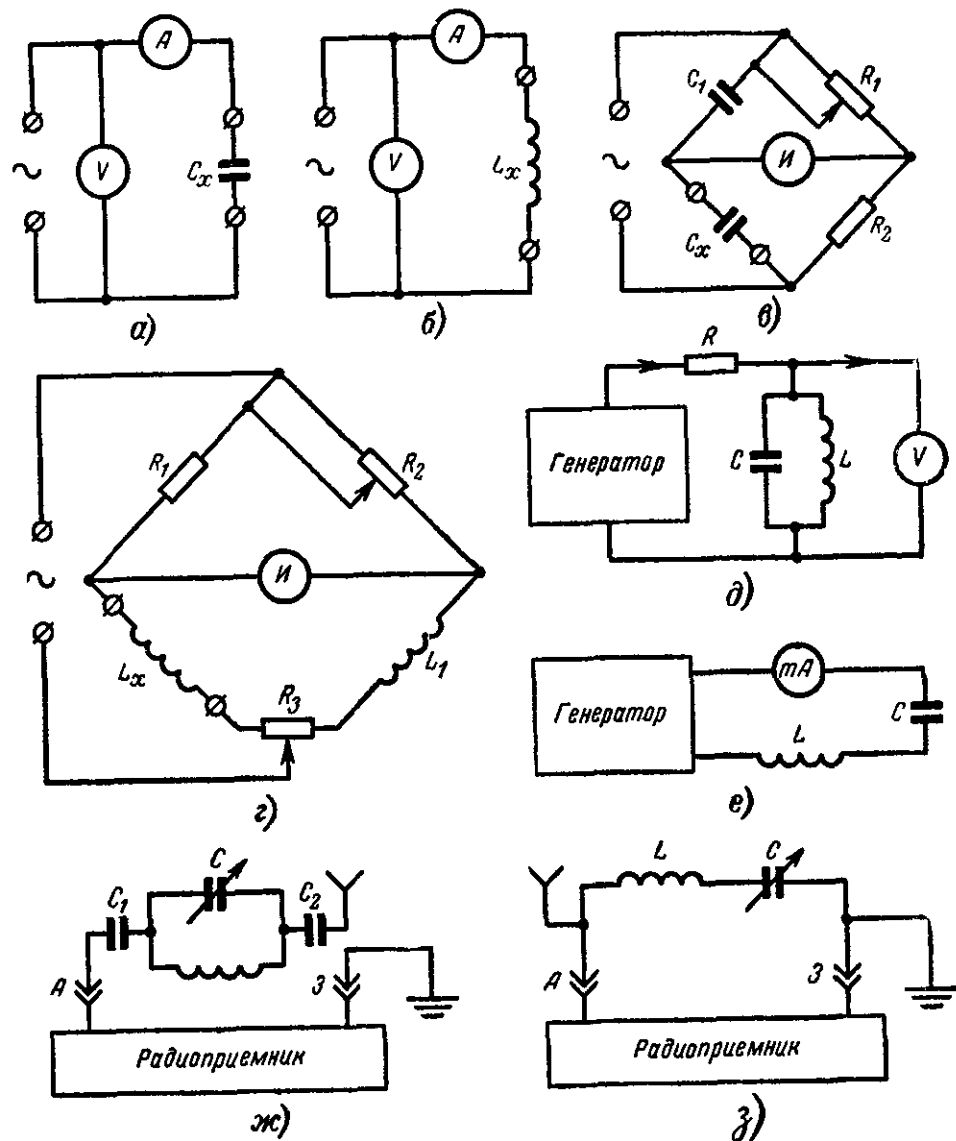 A
V
~
Cx
а)
A
V
~
Lx
б)
~
C1
R1
И
Cx
R2
в)
~
R1
R2
И
Lx
L1
R3
г)
R
Генератор
C
L
V
д)
Генератор
mA
C
L
е)
C
C1
C2
A
З
Радиоприемник
ж)
L
C
A
З
Радиоприемник
з)